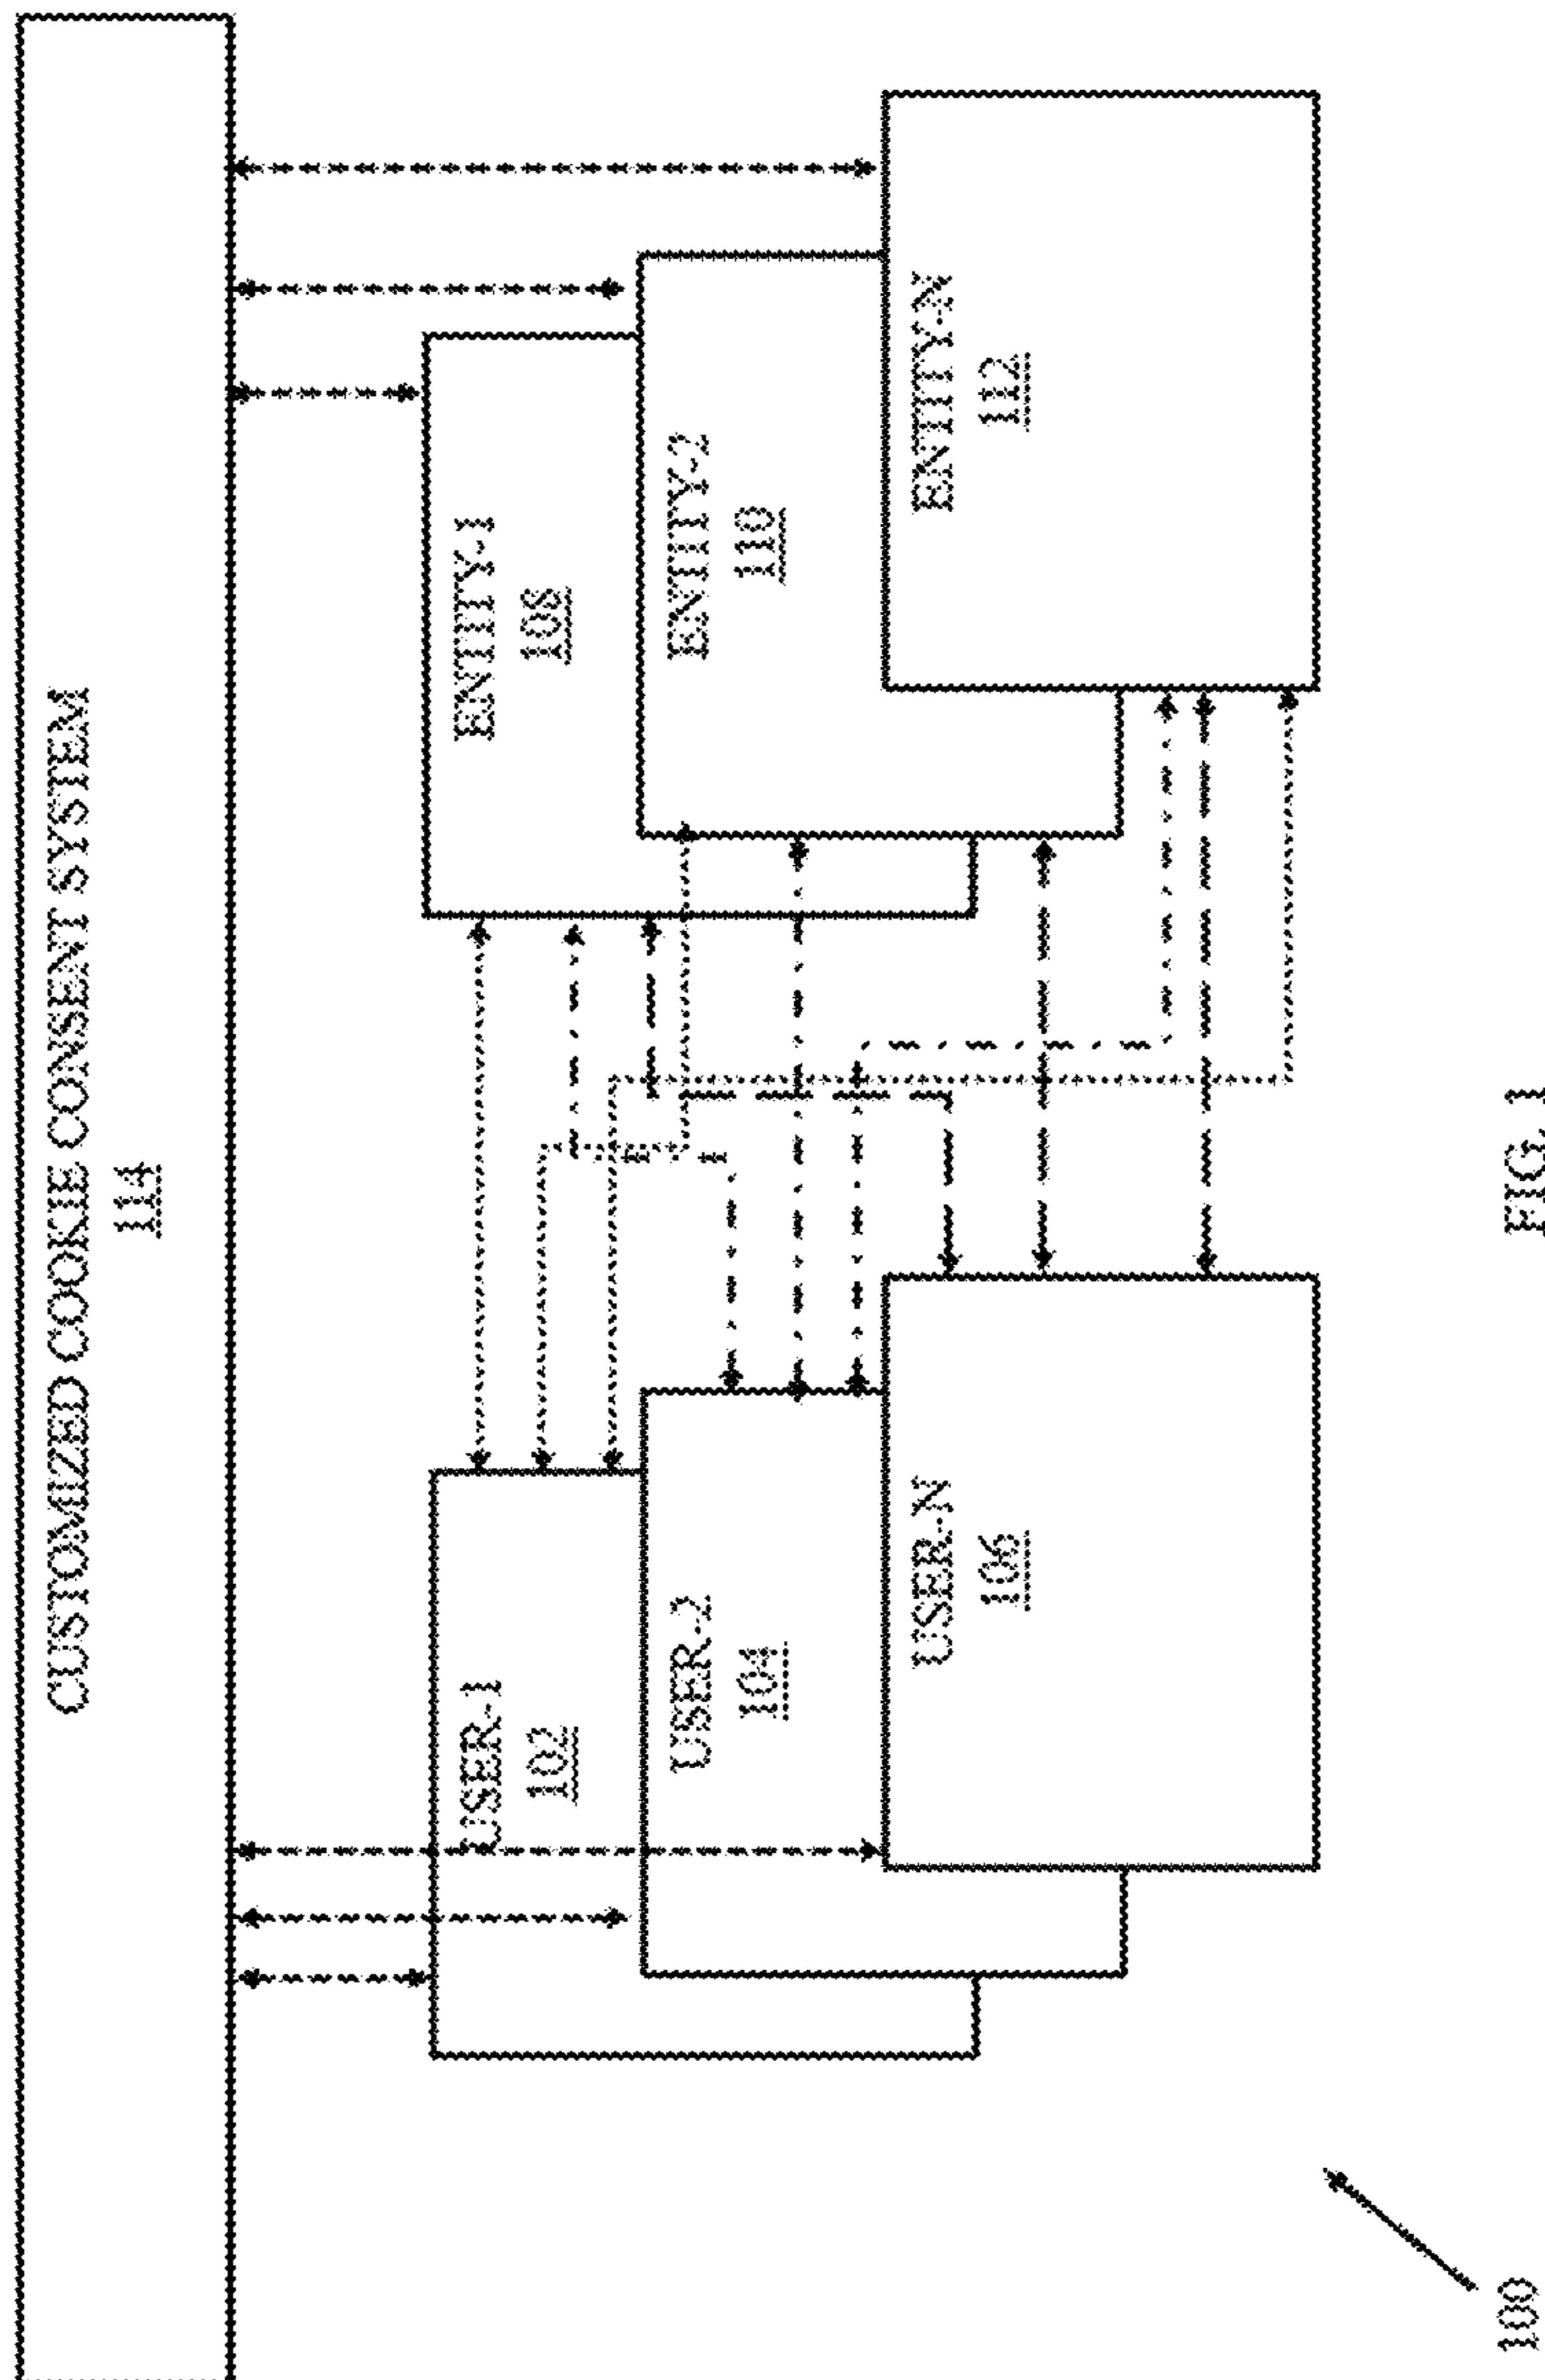 CUSTOMIZED COOKIE CONSENT SYSTEM
114
USER-1
102
USER-2
104
USER-N
106
ENTITY-1
108
ENTITY-2
110
ENTITY-N
112
100
FIG. 1